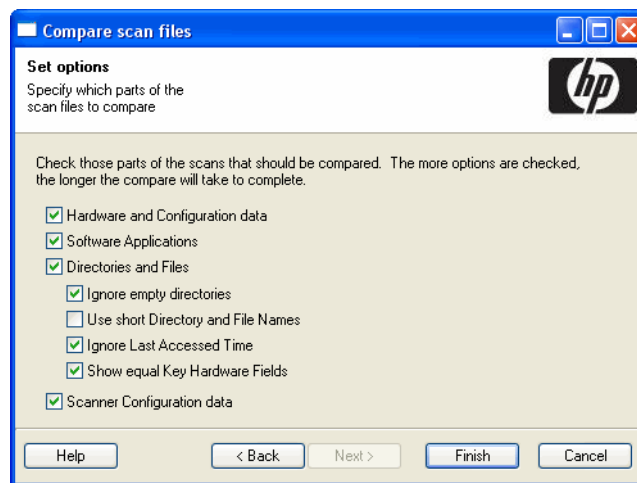 Compare scan files
Set options
Specify which parts of the
scan files to compare
hp
Check those parts of the scans that should be compared. The more options are checked,
the longer the compare will take to complete.
Hardware and Configuration data
Software Applications
Directories and Files
Ignore empty directories
Use short Directory and File Names
Ignore Last Accessed Time
Show equal Key Hardware Fields
Scanner Configuration data
Help < Back Next > Finish Cancel